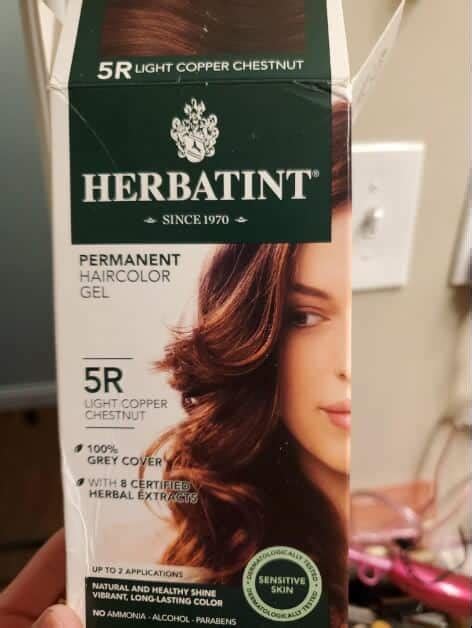 5R LIGHT COPPER CHESTNUT
HERBATINT®
SINCE 1970
PERMANENT
HAIRCOLOR
GEL
5R
LIGHT COPPER
CHESTNUT
100%
GREY COVER
WITH 8 CERTIFIED
HERBAL EXTRACTS
UP TO 2 APPLICATIONS
NATURAL AND HEALTHY SHINE
VIBRANT, LONG-LASTING COLOR
NO AMMONIA - ALCOHOL - PARABENS
DERMATOLOGICALLY TESTED
SENSITIVE
SKIN
DERMATOLOGICALLY TESTED